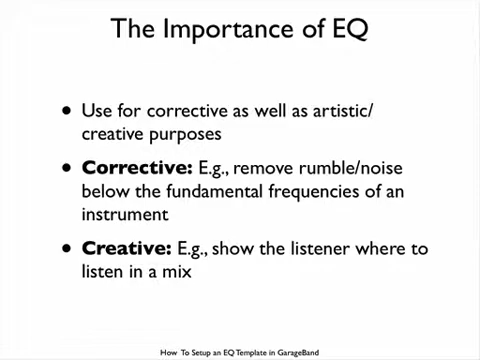 The Importance of EQ
• Use for corrective as well as artistic/
creative purposes
• Corrective: E.g., remove rumble/noise
below the fundamental frequencies of an
instrument
• Creative: E.g., show the listener where to
listen in a mix
How To Setup an EQ Template in GarageBand